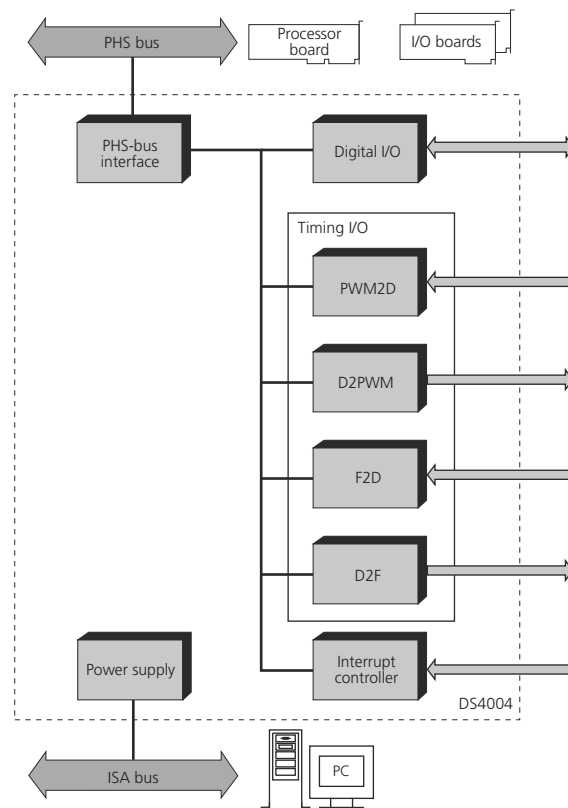 PHS bus
Processor
board
I/O boards
PHS-bus
interface
Digital I/O
Timing I/O
PWM2D
D2PWM
F2D
D2F
Power supply
Interrupt
controller
DS4004
ISA bus
PC